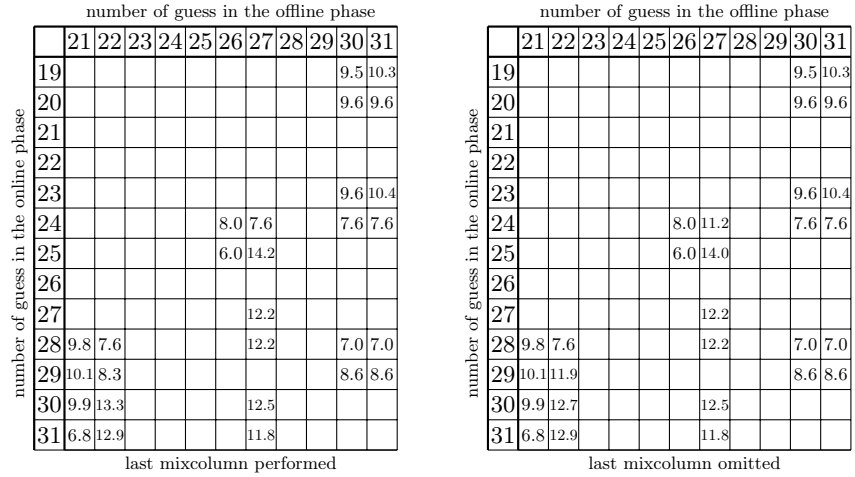 number of guess in the offline phase
21 22 23 24 25 26 27 28 29 30 31
19 9.5 10.3
20 9.6 9.6
21
22
23 9.6 10.4
24 8.0 7.6 7.6 7.6
25 6.0 14.2
26
27 12.2
28 9.8 7.6 12.2 7.0 7.0
29 10.1 8.3 8.6 8.6
30 9.9 13.3 12.5
31 6.8 12.9 11.8
number of guess in the online phase
last mixcolumn performed
number of guess in the offline phase
21 22 23 24 25 26 27 28 29 30 31
19 9.5 10.3
20 9.6 9.6
21
22
23 9.6 10.4
24 8.0 11.2 7.6 7.6
25 6.0 14.0
26
27 12.2
28 9.8 7.6 12.2 7.0 7.0
29 10.1 11.9 8.6 8.6
30 9.9 12.7 12.5
31 6.8 12.9 11.8
number of guess in the online phase
last mixcolumn omitted